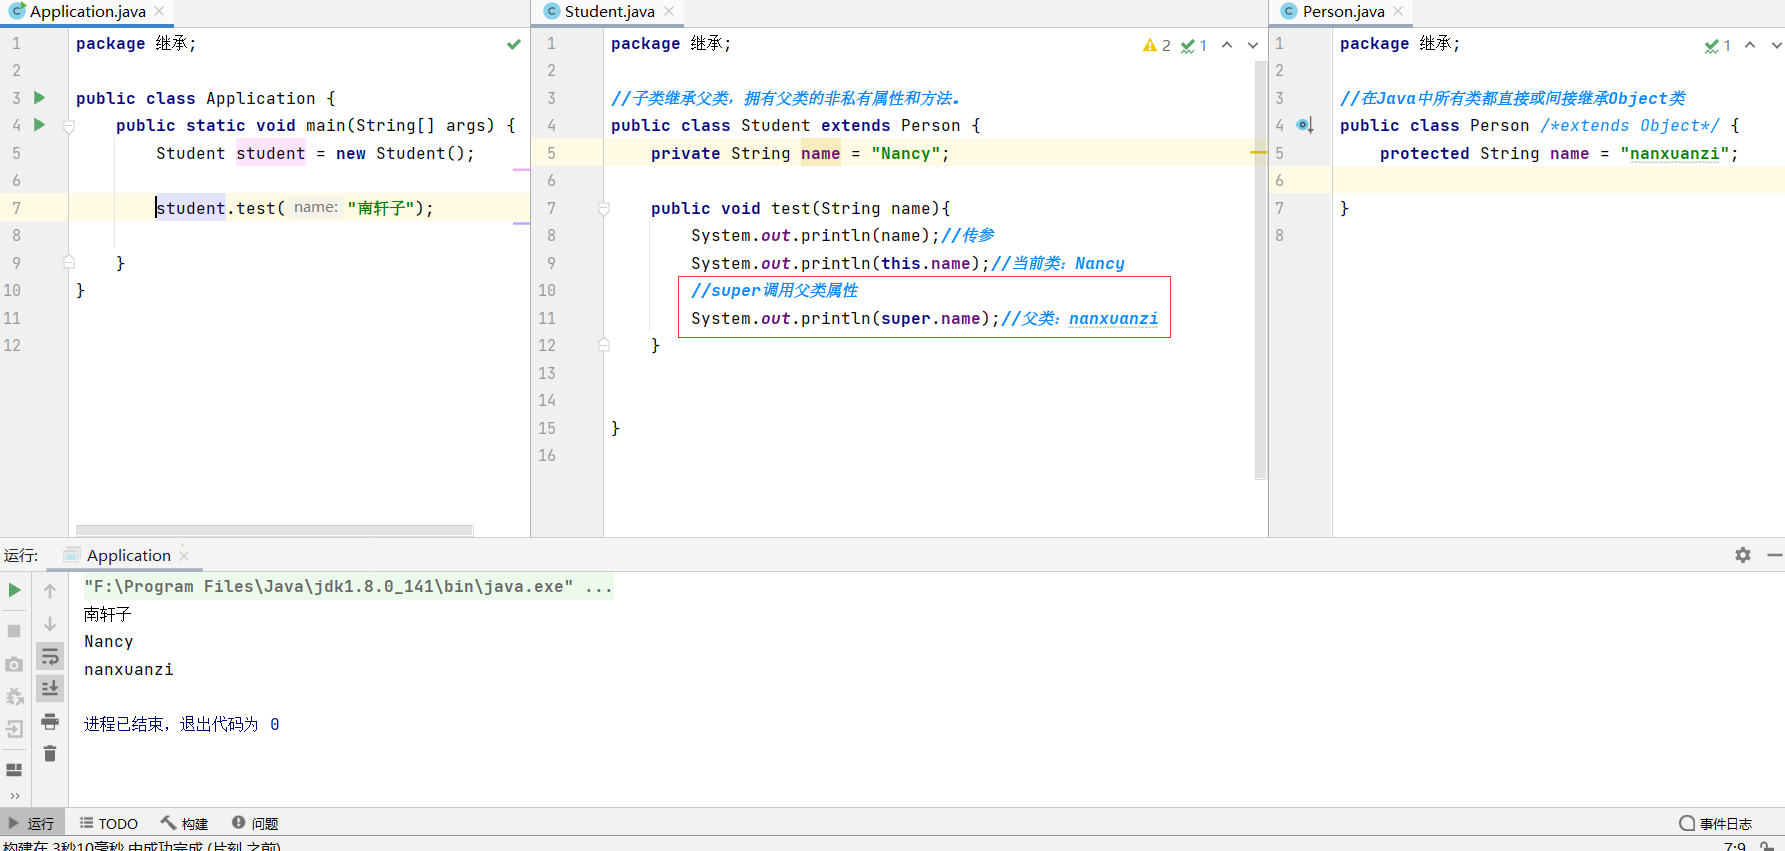 Application.java
1 package 继承;
2
3 public class Application {
4 public static void main(String[] args) {
5 Student student = new Student();
6
7 student.test( name: "南轩子");
8
9 }
10 }
11
12
Student.java
1 package 继承;
2 1
2
3 //子类继承父类，拥有父类的非私有属性和方法。
4 public class Student extends Person {
5 private String name = "Nancy";
6
7 public void test(String name){
8 System.out.println(name);//传参
9 System.out.println(this.name);//当前类：Nancy
10 //super调用父类属性
11 System.out.println(super.name);//父类：nanxuanzi
12 }
13
14
15 }
16
Person.java
1 package 继承;
1
2
3 //在Java中所有类都直接或间接继承Object类
4 public class Person /*extends Object*/ {
5 protected String name = "nanxuanzi";
6
7 }
8
运行: Application
"F:\Program Files\Java\jdk1.8.0_141\bin\java.exe" ...
南轩子
Nancy
nanxuanzi
进程已结束，退出代码为 0
运行 TODO 构建 问题 事件日志
构建在 3秒10毫秒 中成功完成 (片刻 之前) 7:9